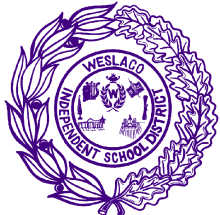 WESLACO
W
INDEPENDENT SCHOOL DISTRICT